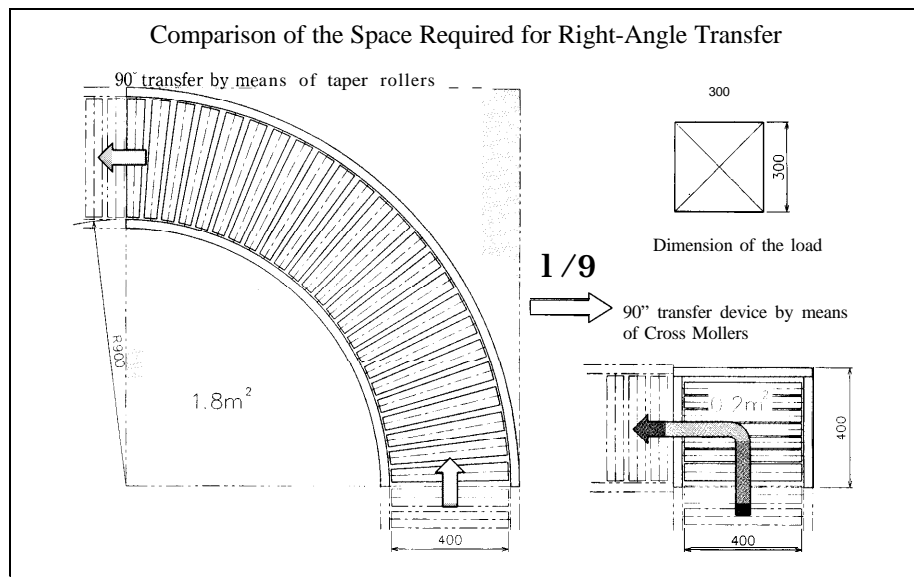 Comparison of the Space Required for Right-Angle Transfer
90˘ transfer by means of taper rollers
300
300
Dimension of the load
1/9
90” transfer device by means
of Cross Mollers
R900
1.8m²
0.2m²
400
400
400